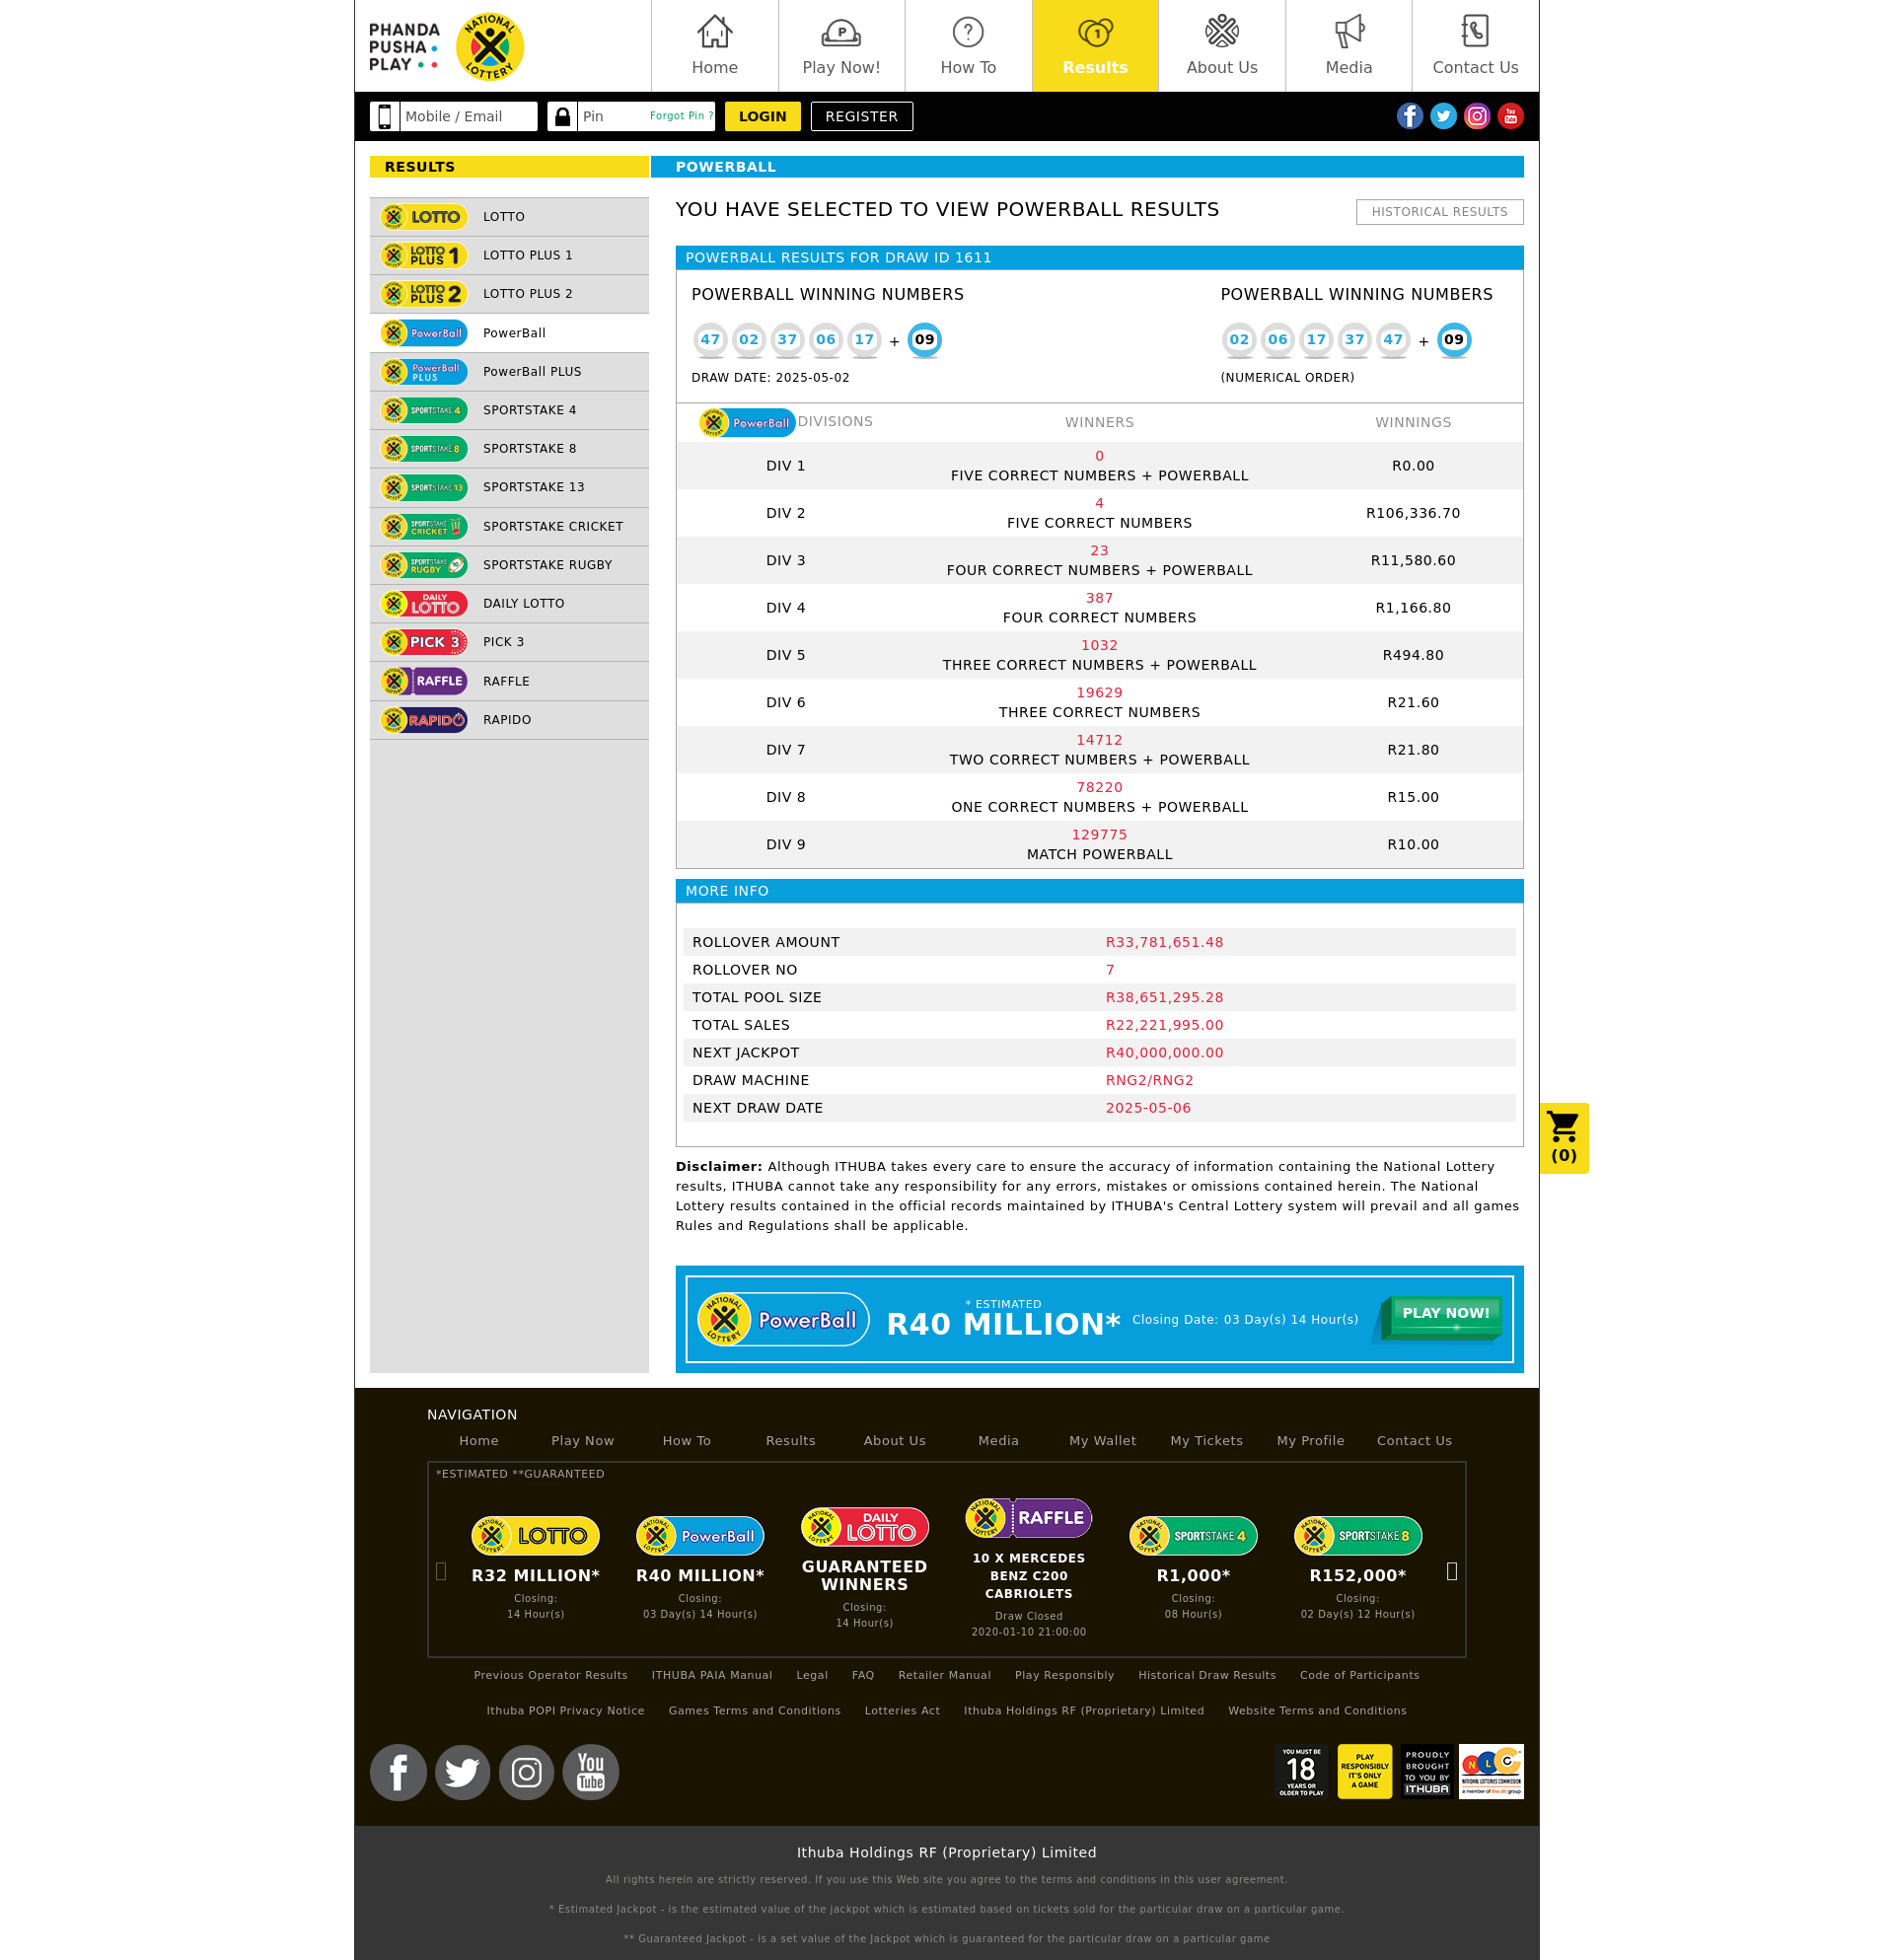 PHANDA
PUSHA
PLAY
NATIONAL
LOTTERY
Home
Play Now!
How To
Results
About Us
Media
Contact Us
Mobile / Email
Pin
Forgot Pin ?
LOGIN
REGISTER
RESULTS
LOTTO LOTTO
LOTTO PLUS 1 LOTTO PLUS 1
LOTTO PLUS 2 LOTTO PLUS 2
PowerBall PowerBall
PowerBall PLUS PowerBall PLUS
SPORTSTAKE 4 SPORTSTAKE 4
SPORTSTAKE 8 SPORTSTAKE 8
SPORTSTAKE 13 SPORTSTAKE 13
SPORTSTAKE CRICKET SPORTSTAKE CRICKET
SPORTSTAKE RUGBY SPORTSTAKE RUGBY
DAILY LOTTO DAILY LOTTO
PICK 3 PICK 3
RAFFLE RAFFLE
RAPIDO RAPIDO
POWERBALL
YOU HAVE SELECTED TO VIEW POWERBALL RESULTS
HISTORICAL RESULTS
POWERBALL RESULTS FOR DRAW ID 1611
POWERBALL WINNING NUMBERS
47 02 37 06 17 + 09
DRAW DATE: 2025-05-02
POWERBALL WINNING NUMBERS
02 06 17 37 47 + 09
(NUMERICAL ORDER)
PowerBall DIVISIONS WINNERS WINNINGS
DIV 1 0 R0.00
FIVE CORRECT NUMBERS + POWERBALL
DIV 2 4 R106,336.70
FIVE CORRECT NUMBERS
DIV 3 23 R11,580.60
FOUR CORRECT NUMBERS + POWERBALL
DIV 4 387 R1,166.80
FOUR CORRECT NUMBERS
DIV 5 1032 R494.80
THREE CORRECT NUMBERS + POWERBALL
DIV 6 19629 R21.60
THREE CORRECT NUMBERS
DIV 7 14712 R21.80
TWO CORRECT NUMBERS + POWERBALL
DIV 8 78220 R15.00
ONE CORRECT NUMBERS + POWERBALL
DIV 9 129775 R10.00
MATCH POWERBALL
MORE INFO
ROLLOVER AMOUNT R33,781,651.48
ROLLOVER NO 7
TOTAL POOL SIZE R38,651,295.28
TOTAL SALES R22,221,995.00
NEXT JACKPOT R40,000,000.00
DRAW MACHINE RNG2/RNG2
NEXT DRAW DATE 2025-05-06
(0)
Disclaimer: Although ITHUBA takes every care to ensure the accuracy of information containing the National Lottery
results, ITHUBA cannot take any responsibility for any errors, mistakes or omissions contained herein. The National
Lottery results contained in the official records maintained by ITHUBA's Central Lottery system will prevail and all games
Rules and Regulations shall be applicable.
NATIONAL LOTTERY PowerBall
* ESTIMATED
R40 MILLION*
Closing Date: 03 Day(s) 14 Hour(s)
PLAY NOW!
NAVIGATION
Home Play Now How To Results About Us Media My Wallet My Tickets My Profile Contact Us
*ESTIMATED **GUARANTEED
LOTTO
R32 MILLION*
Closing:
14 Hour(s)
PowerBall
R40 MILLION*
Closing:
03 Day(s) 14 Hour(s)
DAILY LOTTO
GUARANTEED
WINNERS
Closing:
14 Hour(s)
RAFFLE
10 X MERCEDES
BENZ C200
CABRIOLETS
Draw Closed
2020-01-10 21:00:00
SPORTSTAKE 4
R1,000*
Closing:
08 Hour(s)
SPORTSTAKE 8
R152,000*
Closing:
02 Day(s) 12 Hour(s)
Previous Operator Results ITHUBA PAIA Manual Legal FAQ Retailer Manual Play Responsibly Historical Draw Results Code of Participants
Ithuba POPI Privacy Notice Games Terms and Conditions Lotteries Act Ithuba Holdings RF (Proprietary) Limited Website Terms and Conditions
You
Tube
YOU MUST BE
18
YEARS OR
OLDER TO PLAY
PLAY
RESPONSIBLY
IT'S ONLY
A GAME
PROUDLY
BROUGHT
TO YOU BY
ITHUBA
NLC
NATIONAL LOTTERIES COMMISSION
a member of the dti group
Ithuba Holdings RF (Proprietary) Limited
All rights herein are strictly reserved. If you use this Web site you agree to the terms and conditions in this user agreement.
* Estimated Jackpot - is the estimated value of the jackpot which is estimated based on tickets sold for the particular draw on a particular game.
** Guaranteed Jackpot - is a set value of the Jackpot which is guaranteed for the particular draw on a particular game